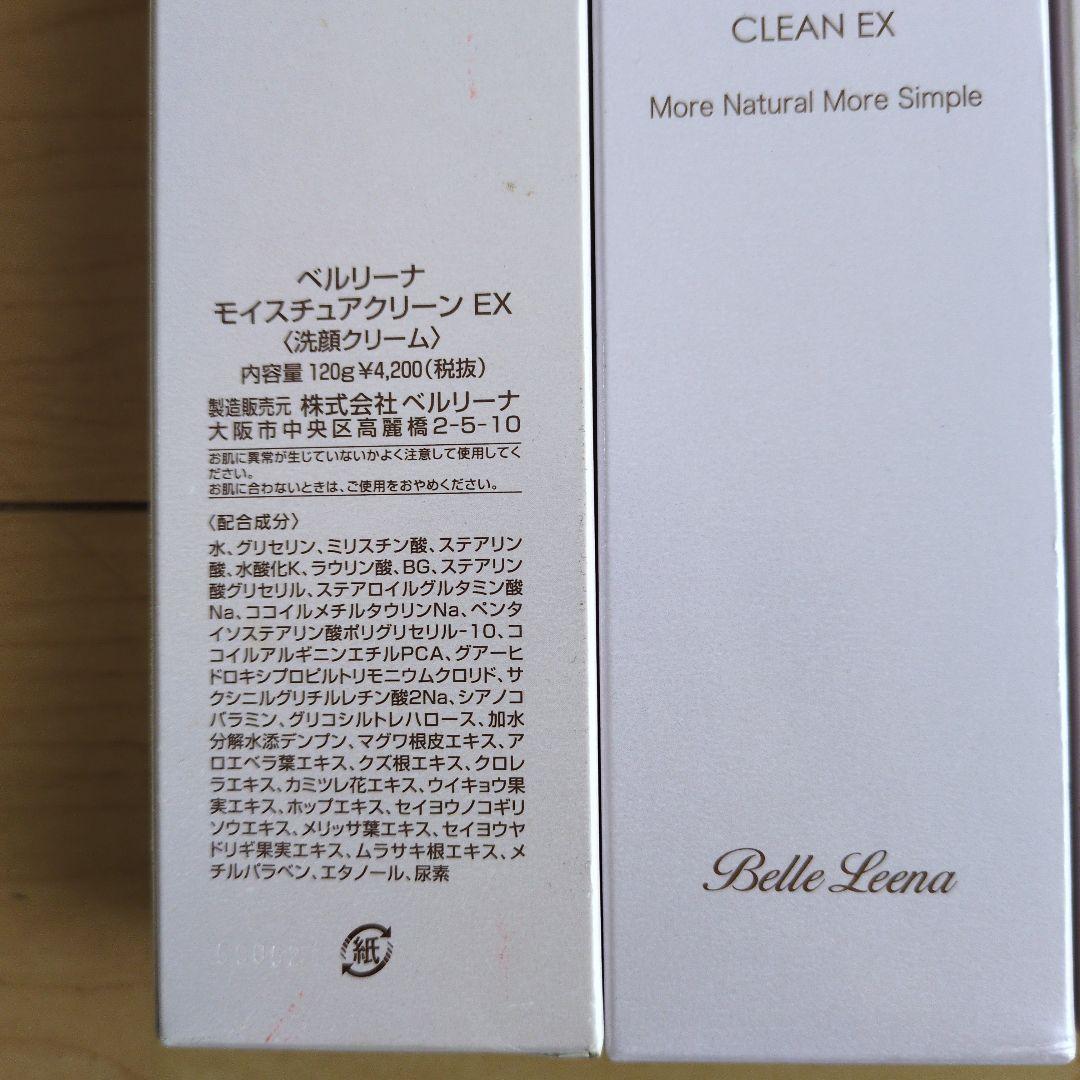 ベルリーナ
モイスチュアクリーン EX
〈洗顔クリーム〉
内容量 120g ¥4,200(税抜)
製造販売元 株式会社ベルリーナ
大阪市中央区高麗橋2-5-10
お肌に異常が生じていないかよく注意して使用してく
ださい。
お肌に合わないときは、ご使用をおやめください。
〈配合成分〉
水、グリセリン、ミリスチン酸、ステアリン
酸、水酸化K、ラウリン酸、BG、ステアリン
酸グリセリル、ステアロイルグルタミン酸
Na、ココイルメチルタウリンNa、ペンタ
イソステアリン酸ポリグリセリル-10、コ
コイルアルギニンエチルPCA、グアーヒ
ドロキシプロピルトリモニウムクロリド、サ
クシニルグリチルレチン酸2Na、シアノコ
バラミン、グリコシルトレハロース、加水
分解水添デンプン、マグワ根皮エキス、ア
ロエベラ葉エキス、クズ根エキス、クロレ
ラエキス、カミツレ花エキス、ウイキョウ果
実エキス、ホップエキス、セイヨウノコギリ
ソウエキス、メリッサ葉エキス、セイヨウヤ
ドリギ果実エキス、ムラサキ根エキス、メ
チルパラベン、エタノール、尿素
紙
CLEAN EX
More Natural More Simple
Belle Leena